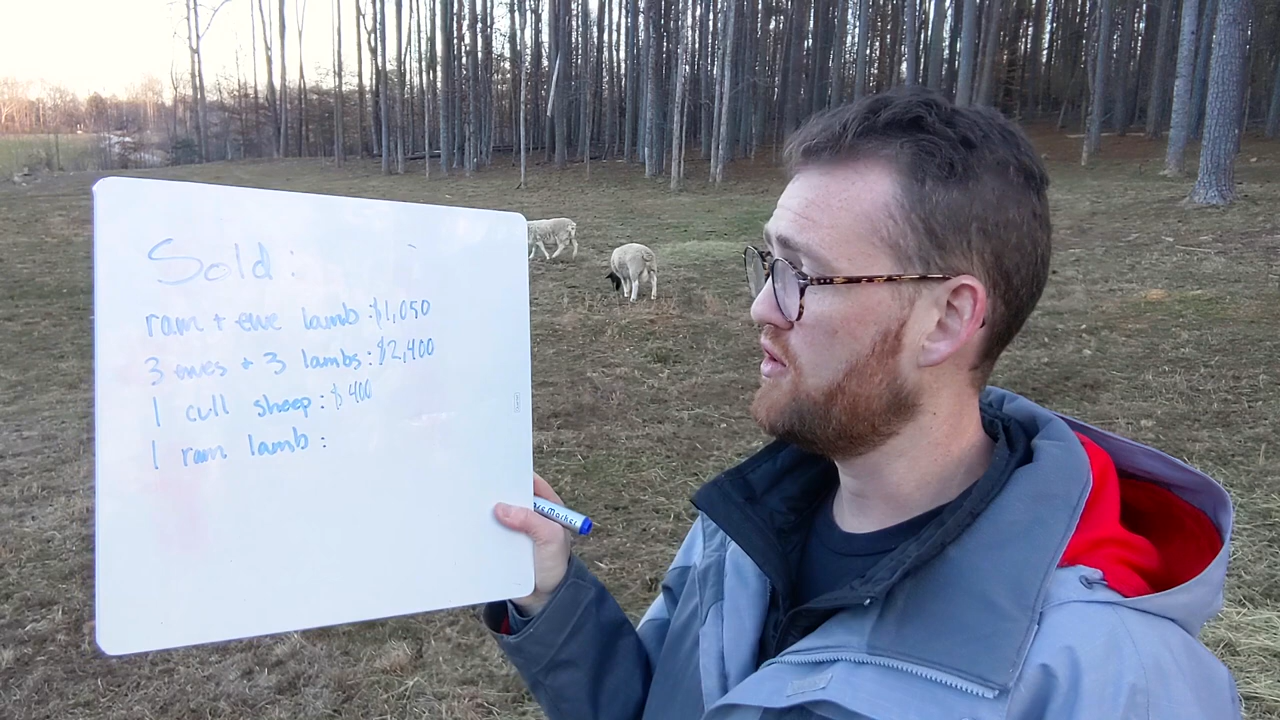 Sold:
ram + ewe lamb: $1,050
3 ewes + 3 lambs: $2,400
1 cull sheep: $400
1 ram lamb:
Marker